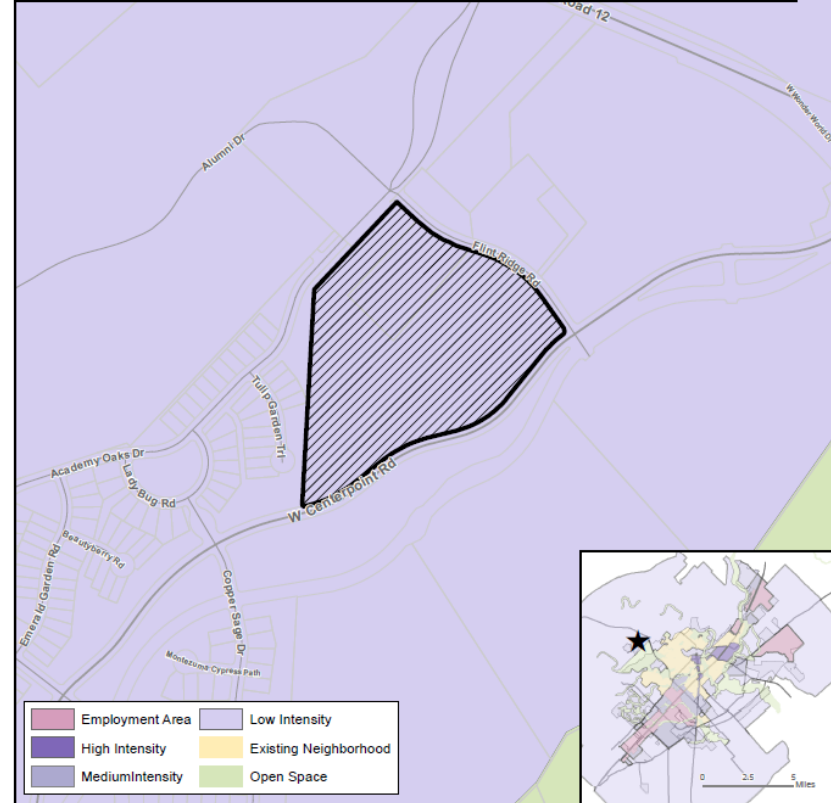 Road 12
W Wonder World Dr
Alumni Dr
Flint Ridge Rd
Tulip Garden Trl
Academy Oaks Dr
Lady Bug Rd
W Centerpoint Rd
Beautyberry Rd
Emerald Garden Rd
Copper Sage Dr
Montezuma Cypress Path
Employment Area
Low Intensity
High Intensity
Existing Neighborhood
MediumIntensity
Open Space
0 2.5 5
Miles